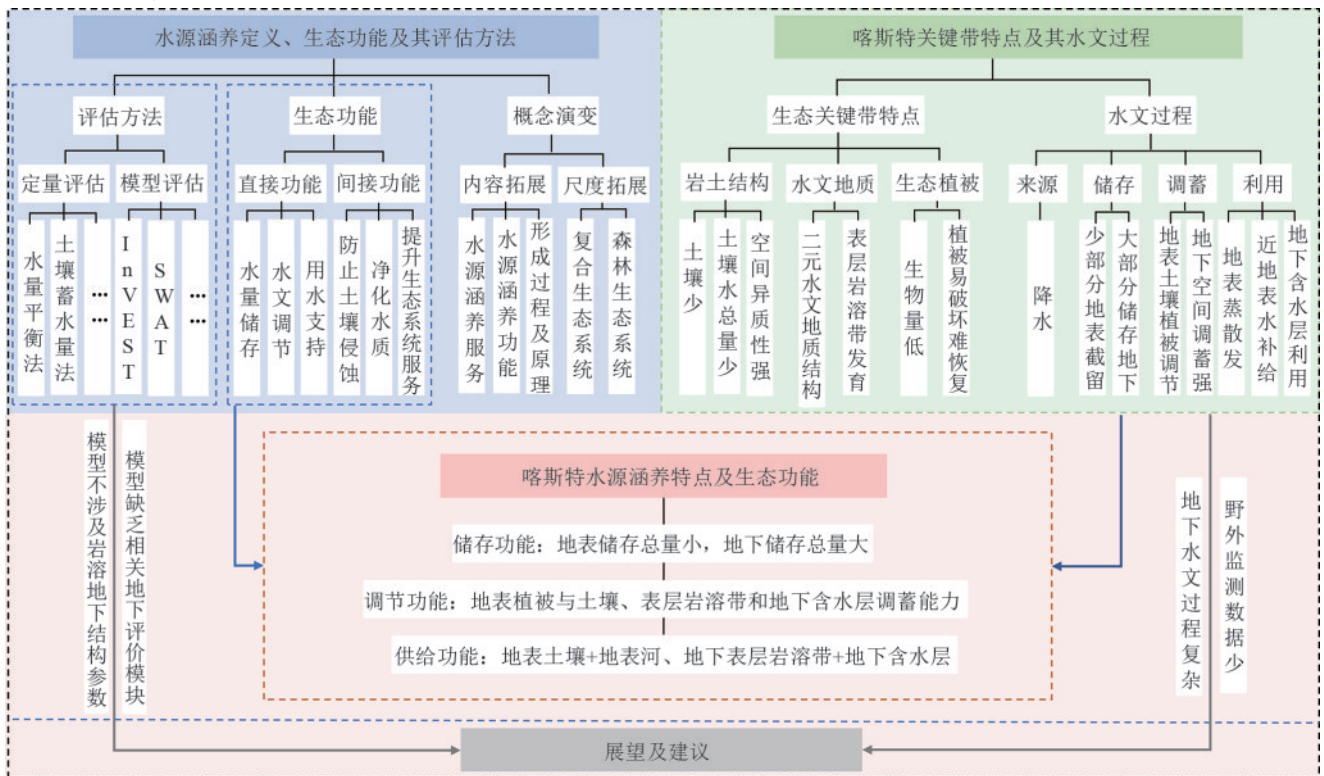 水源涵养定义、生态功能及其评估方法
喀斯特关键带特点及其水文过程
评估方法
生态功能
概念演变
生态关键带特点
水文过程
定量评估
模型评估
直接功能
间接功能
内容拓展
尺度拓展
岩土结构
水文地质
生态植被
来源
储存
调蓄
利用
水量平衡法
土壤蓄水量法
……
InVEST
SWAT
……
水量储存
水文调节
用水支持
防止土壤侵蚀
净化水质
提升生态系统服务
水源涵养服务
水源涵养功能
形成过程及原理
复合生态系统
森林生态系统
土壤少
土壤水总量少
空间异质性强
二元水文地质结构
表层岩溶带发育
生物量低
植被易破坏难恢复
降水
少部分地表截留
大部分储存地下
地表土壤植被调节
地下空间调蓄强
地表蒸散发
近地表水补给
地下含水层利用
模型不涉及岩溶地下结构参数
模型缺乏相关地下评价模块
喀斯特水源涵养特点及生态功能
储存功能：地表储存总量小，地下储存总量大
调节功能：地表植被与土壤、表层岩溶带和地下含水层调蓄能力
供给功能：地表土壤+地表河、地下表层岩溶带+地下含水层
地下水文过程复杂
野外监测数据少
展望及建议